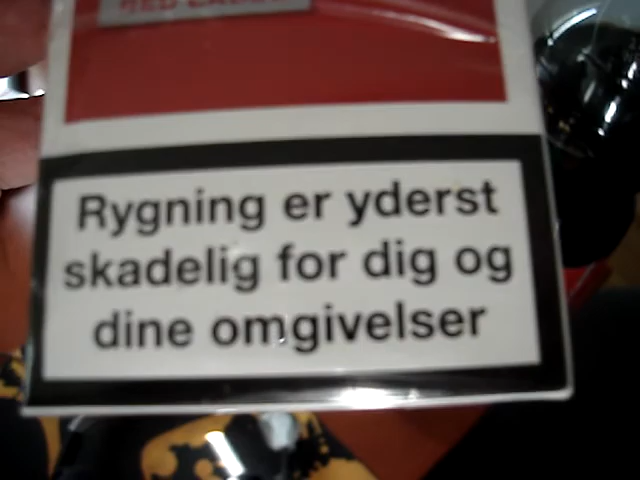 Rygning er yderst
skadelig for dig og
dine omgivelser